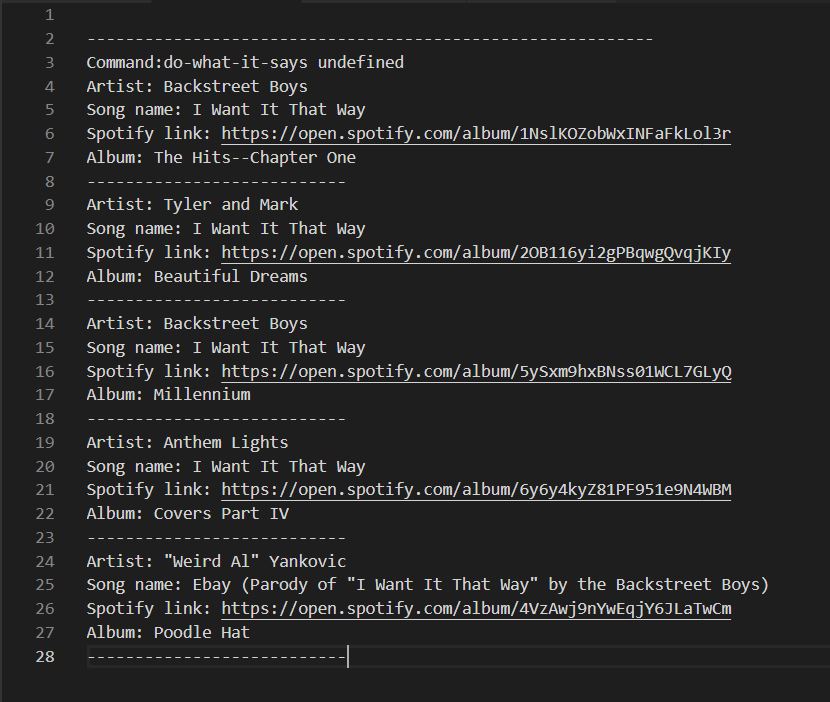 1
2 -----------------------------------------------------------
3 Command:do-what-it-says undefined
4 Artist: Backstreet Boys
5 Song name: I Want It That Way
6 Spotify link: https://open.spotify.com/album/1NslKOZobWxINFaFkLol3r
7 Album: The Hits--Chapter One
8 ---------------------------
9 Artist: Tyler and Mark
10 Song name: I Want It That Way
11 Spotify link: https://open.spotify.com/album/2OB116yi2gPBqwgQvqjKIy
12 Album: Beautiful Dreams
13 ---------------------------
14 Artist: Backstreet Boys
15 Song name: I Want It That Way
16 Spotify link: https://open.spotify.com/album/5ySxm9hxBNss01WCL7GLyQ
17 Album: Millennium
18 ---------------------------
19 Artist: Anthem Lights
20 Song name: I Want It That Way
21 Spotify link: https://open.spotify.com/album/6y6y4kyZ81PF951e9N4WBM
22 Album: Covers Part IV
23 ---------------------------
24 Artist: "Weird Al" Yankovic
25 Song name: Ebay (Parody of "I Want It That Way" by the Backstreet Boys)
26 Spotify link: https://open.spotify.com/album/4VzAwj9nYwEqjY6JLaTwCm
27 Album: Poodle Hat
28 ---------------------------